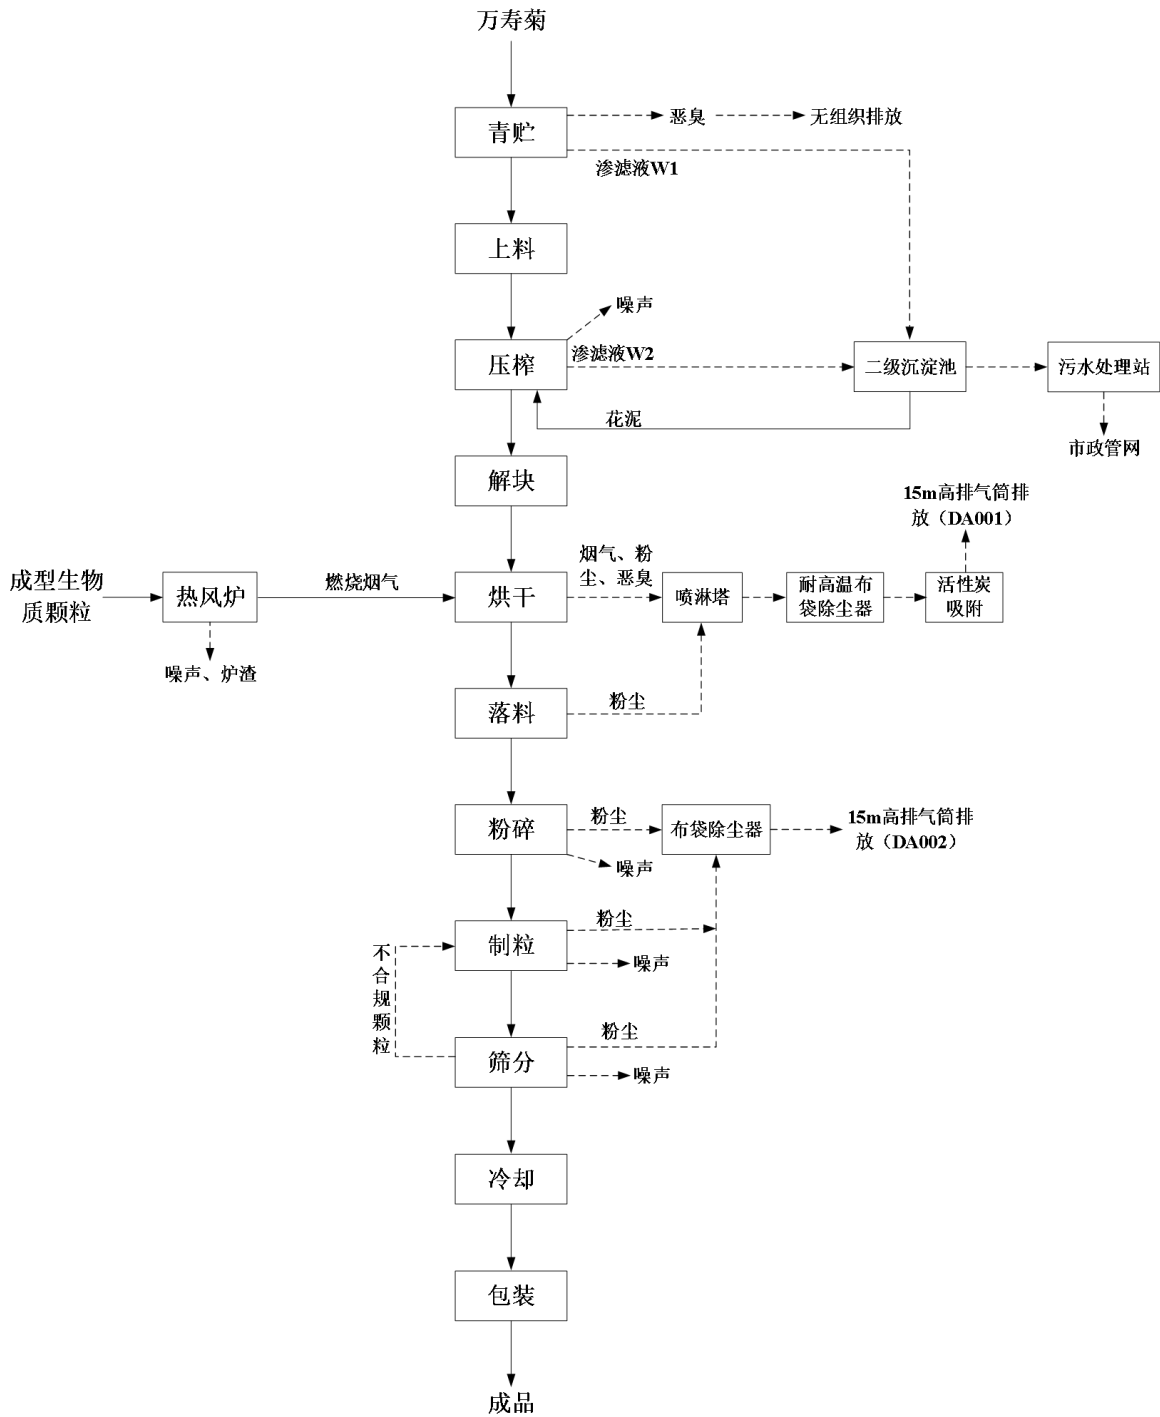 万寿菊
青贮
恶臭
无组织排放
渗滤液W1
上料
噪声
压榨
渗滤液W2
二级沉淀池
污水处理站
花泥
市政管网
解块
15m高排气筒排
放（DA001）
成型生物
质颗粒
热风炉
燃烧烟气
烘干
烟气、粉
尘、恶臭
喷淋塔
耐高温布
袋除尘器
活性炭
吸附
噪声、炉渣
落料
粉尘
粉碎
粉尘
布袋除尘器
15m高排气筒排
放（DA002）
噪声
制粒
粉尘
噪声
不
合
规
颗
粒
筛分
粉尘
噪声
冷却
包装
成品